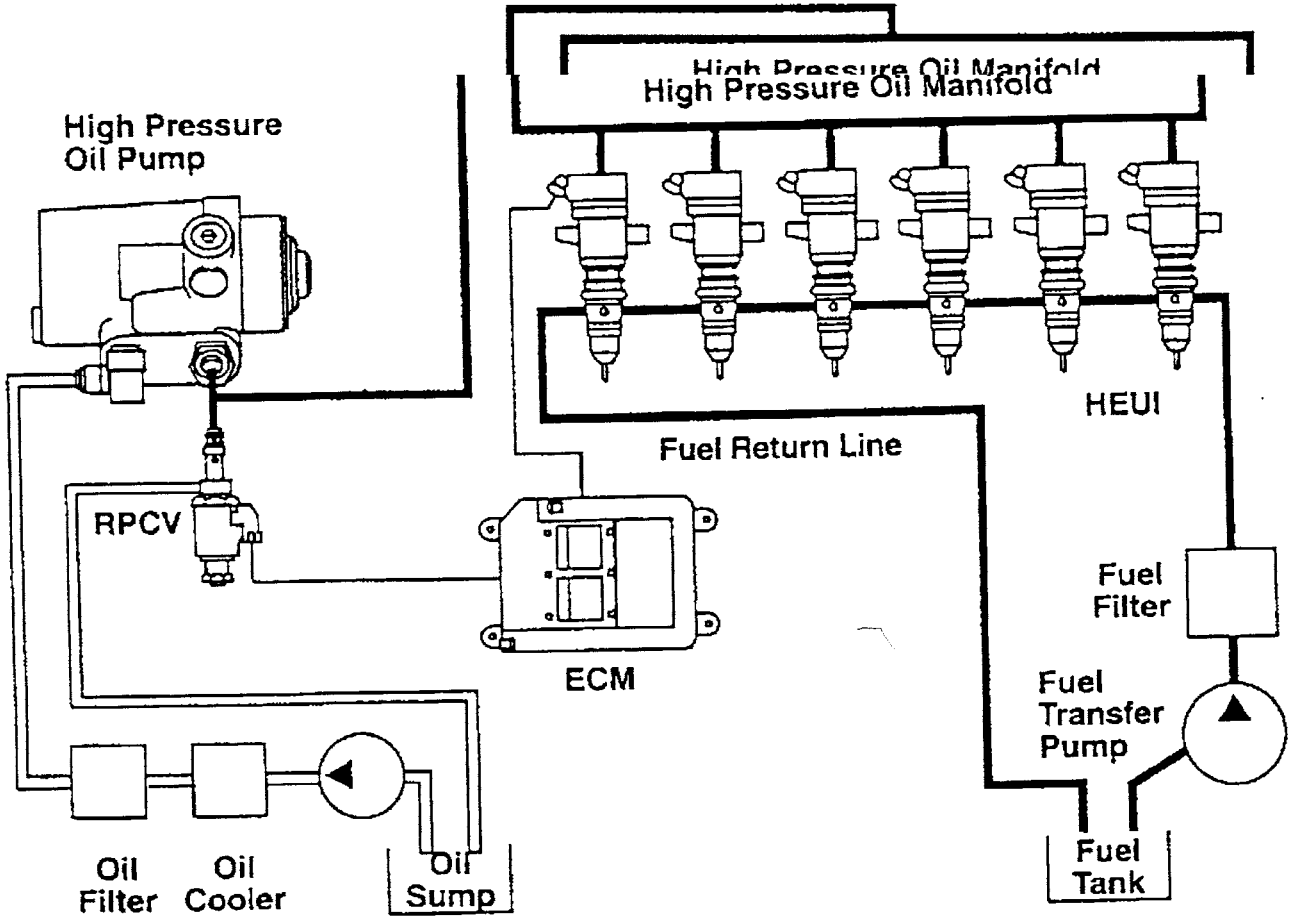 High Pressure Oil Manifold
High Pressure Oil Manifold
High Pressure
Oil Pump
HEUI
Fuel Return Line
RPCV
Fuel
Filter
ECM
Fuel
Transfer
Pump
Oil
Filter
Oil
Cooler
Oil
Sump
Fuel
Tank